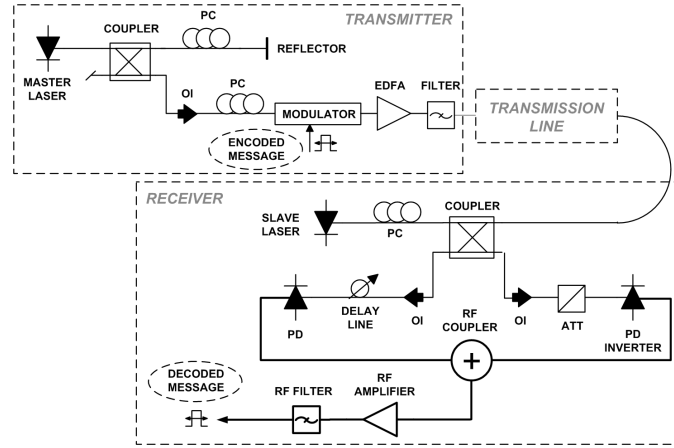 TRANSMITTER
COUPLER
PC
REFLECTOR
MASTER
LASER
OI
PC
MODULATOR
EDFA
FILTER
ENCODED
MESSAGE
TRANSMISSION
LINE
RECEIVER
SLAVE
LASER
PC
COUPLER
PD
DELAY
LINE
OI
RF
COUPLER
OI
ATT
PD
INVERTER
+
DECODED
MESSAGE
RF FILTER
RF
AMPLIFIER